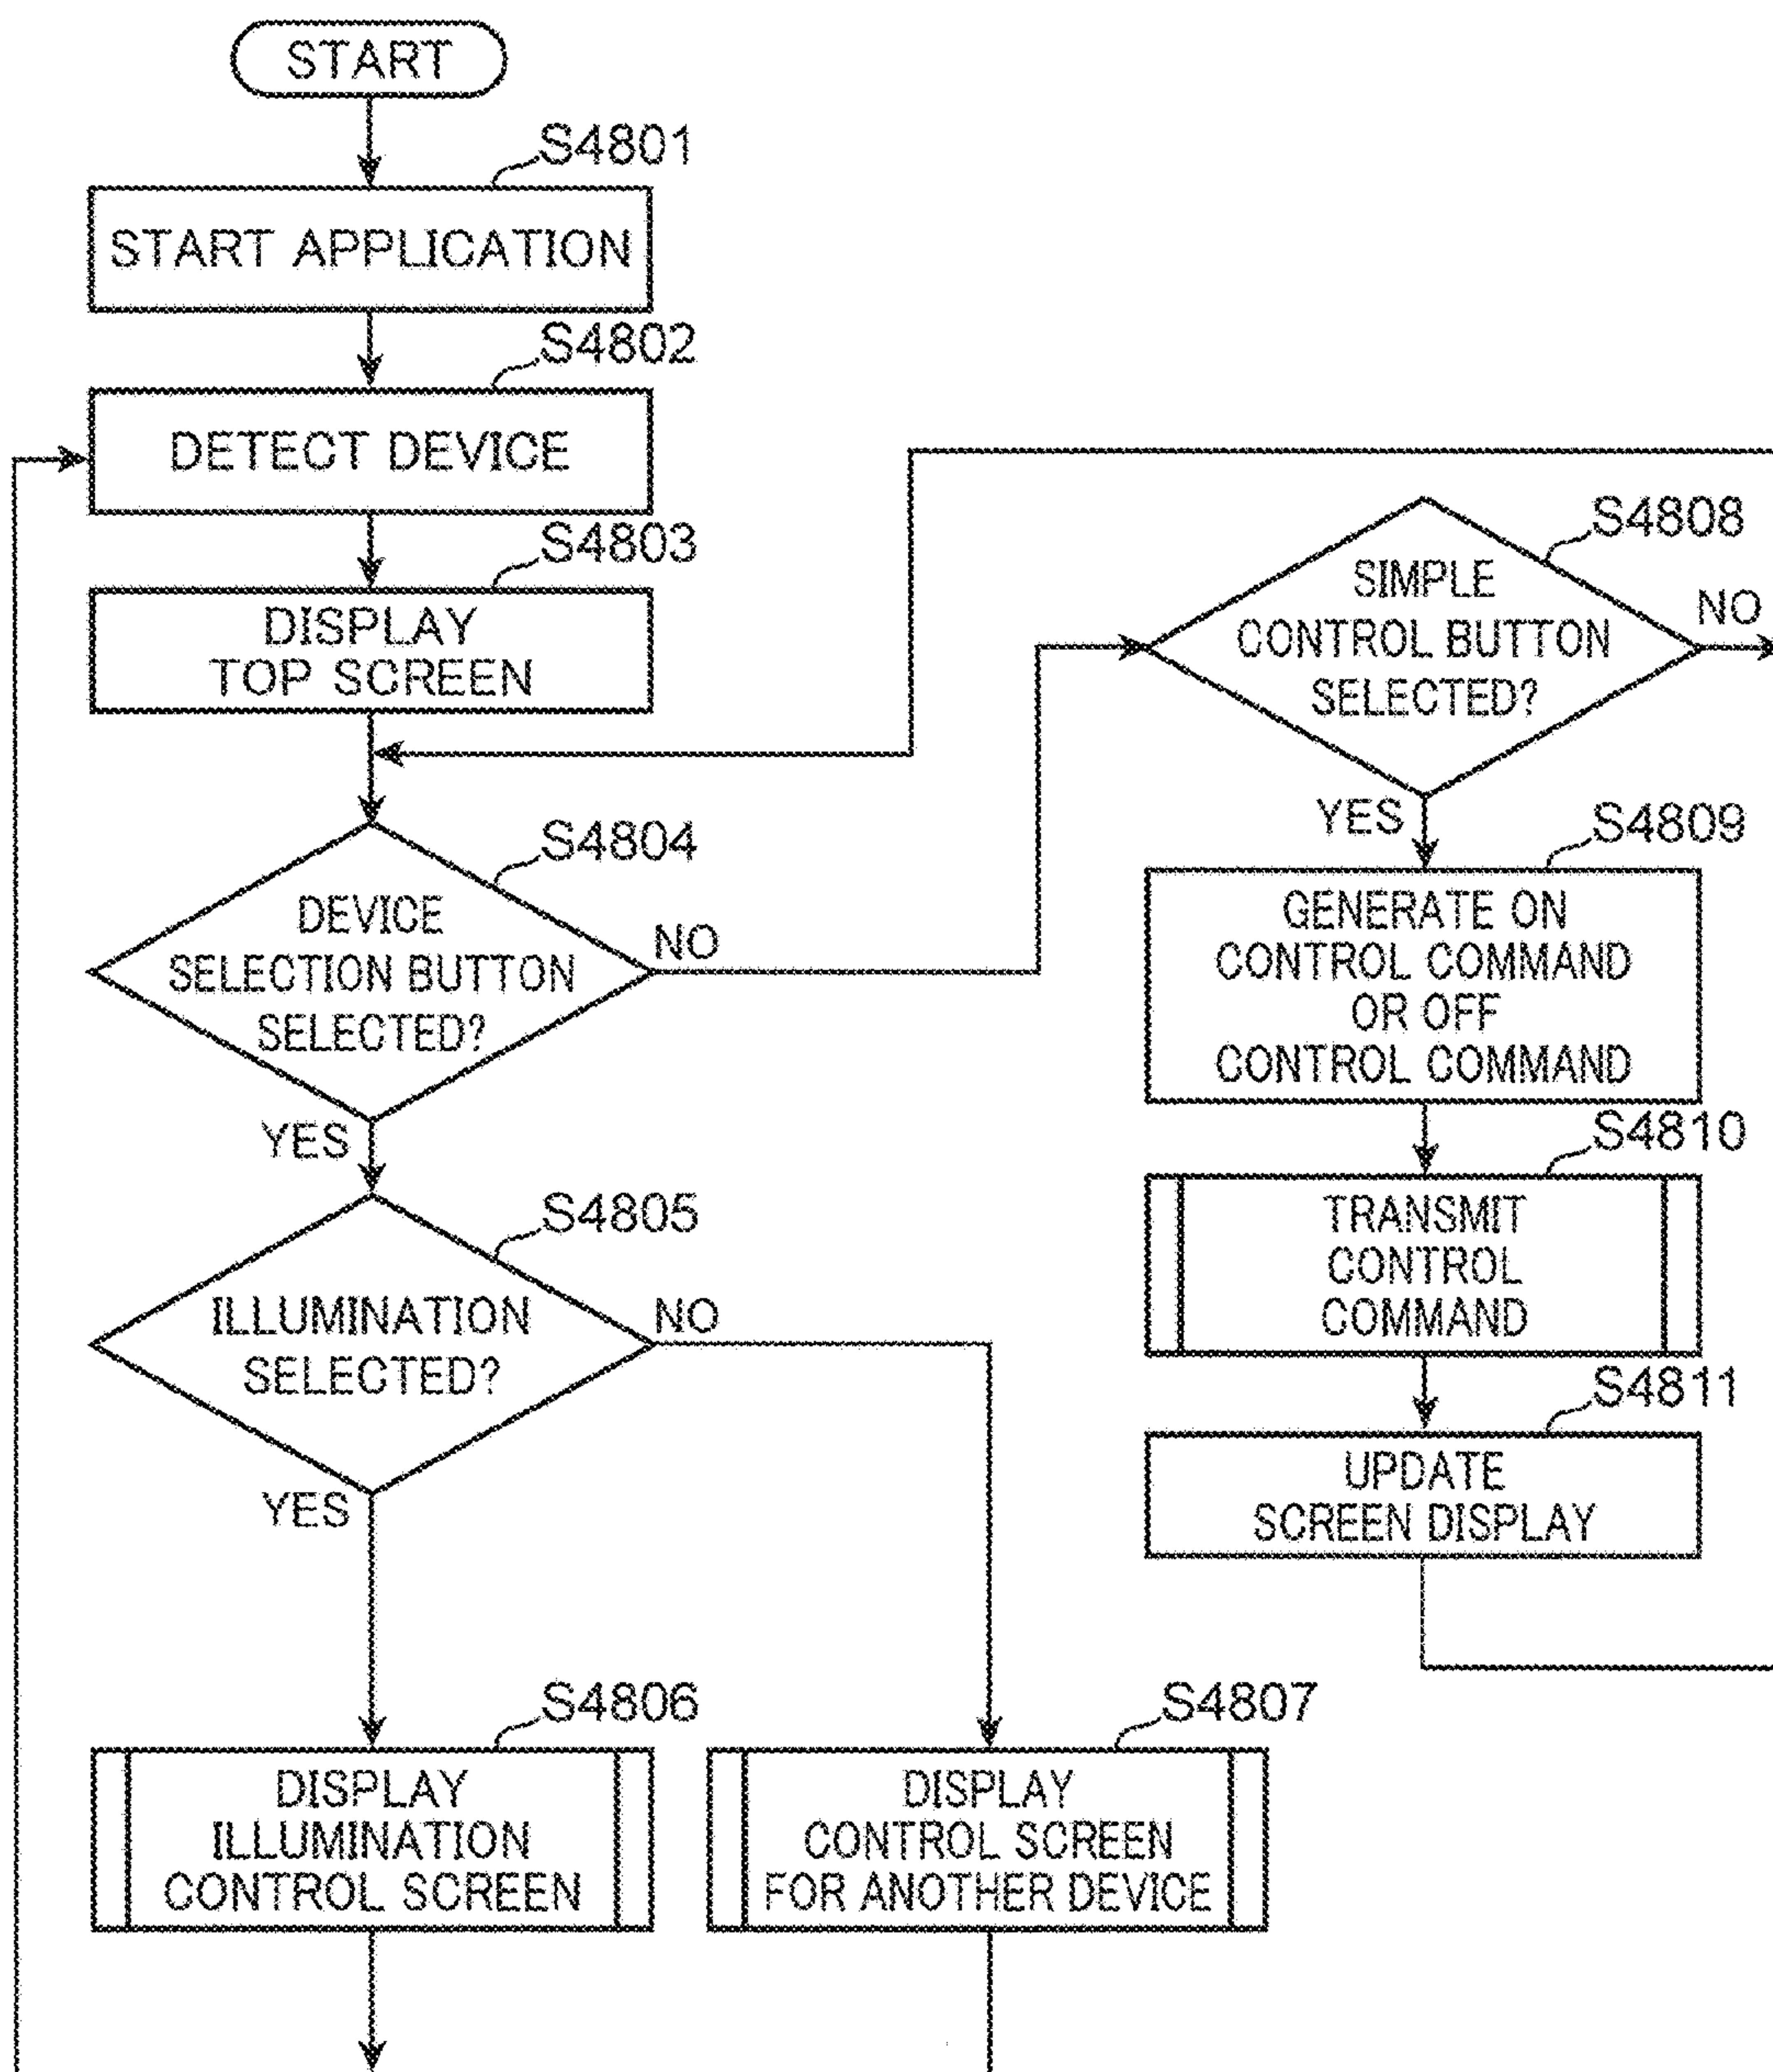 START
S4801
START APPLICATION
S4802
DETECT DEVICE
S4803
DISPLAY
TOP SCREEN
S4804
DEVICE
SELECTION BUTTON
SELECTED?
NO
YES
S4805
ILLUMINATION
SELECTED?
NO
YES
S4806
DISPLAY
ILLUMINATION
CONTROL SCREEN
S4807
DISPLAY
CONTROL SCREEN
FOR ANOTHER DEVICE
S4808
SIMPLE
CONTROL BUTTON
SELECTED?
NO
YES
S4809
GENERATE ON
CONTROL COMMAND
OR OFF
CONTROL COMMAND
S4810
TRANSMIT
CONTROL
COMMAND
S4811
UPDATE
SCREEN DISPLAY